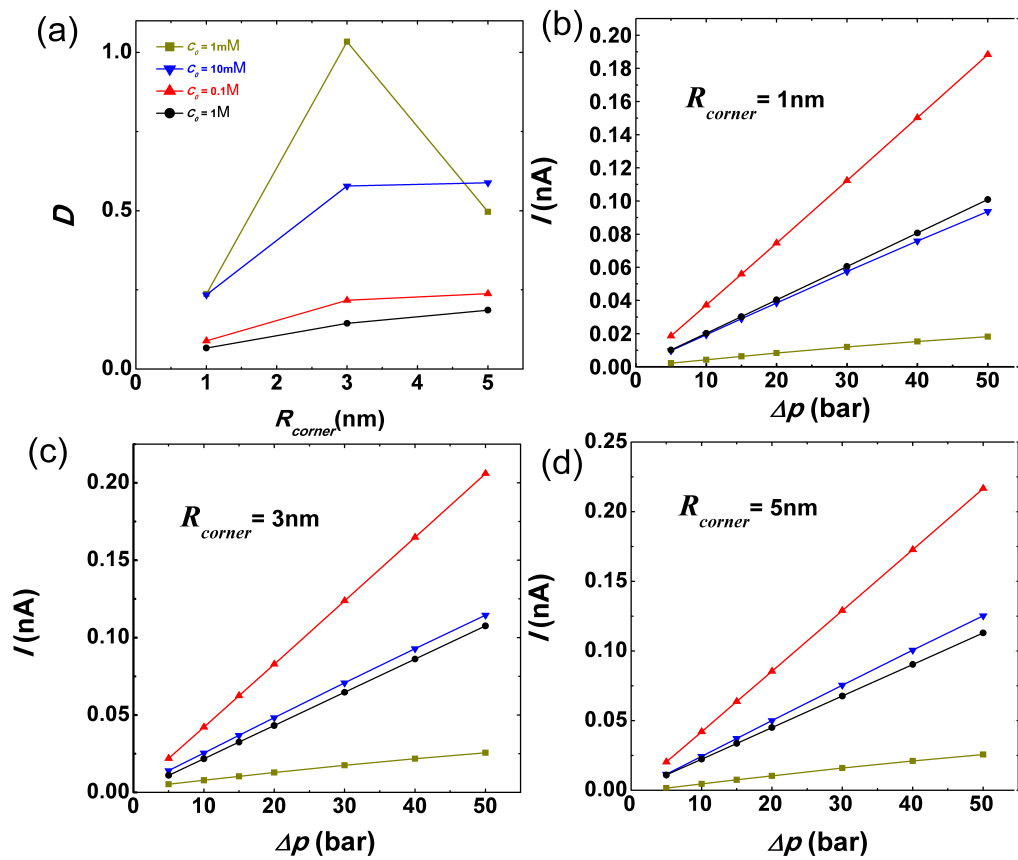 (a)
c₀ = 1mM
c₀ = 10mM
c₀ = 0.1M
c₀ = 1M
1.0
0.5
0.0
D
0 1 2 3 4 5
R_corner(nm)
(b)
R_corner = 1nm
0.20
0.18
0.16
0.14
0.12
0.10
0.08
0.06
0.04
0.02
0.00
I (nA)
0 10 20 30 40 50
Δp (bar)
(c)
R_corner = 3nm
0.20
0.15
0.10
0.05
0.00
I (nA)
0 10 20 30 40 50
Δp (bar)
(d)
R_corner = 5nm
0.25
0.20
0.15
0.10
0.05
0.00
I (nA)
0 10 20 30 40 50
Δp (bar)